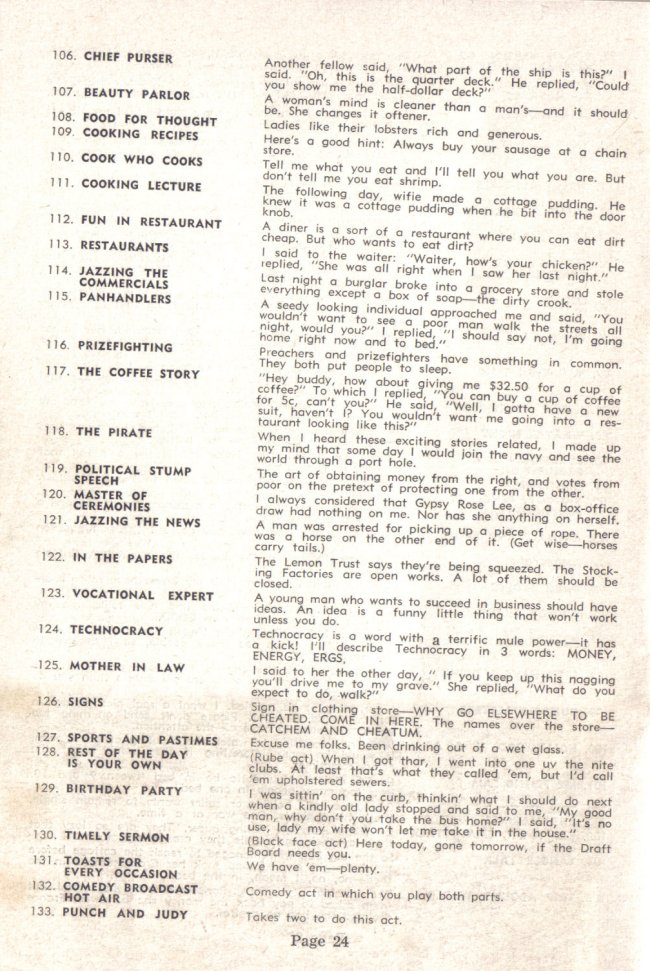 106. CHIEF PURSER
Another fellow said, "What part of the ship is this?" I
said. "Oh, this is the quarter deck." He replied, "Could
you show me the half-dollar deck?"
107. BEAUTY PARLOR
A woman's mind is cleaner than a man's—and it should
be. She changes it oftener.
108. FOOD FOR THOUGHT
Ladies like their lobsters rich and generous.
109. COOKING RECIPES
Here's a good hint: Always buy your sausage at a chain
store.
110. COOK WHO COOKS
Tell me what you eat and I'll tell you what you are. But
don't tell me you eat shrimp.
111. COOKING LECTURE
The following day, wifie made a cottage pudding. He
knew it was a cottage pudding when he bit into the door
knob.
112. FUN IN RESTAURANT
A diner is a sort of a restaurant where you can eat dirt
cheap. But who wants to eat dirt?
113. RESTAURANTS
I said to the waiter: "Waiter, how's your chicken?" He
replied, "She was all right when I saw her last night."
114. JAZZING THE
COMMERCIALS
Last night a burglar broke into a grocery store and stole
everything except a box of soap—the dirty crook.
115. PANHANDLERS
A seedy looking individual approached me and said, "You
wouldn't want to see a poor man walk the streets all
night, would you?" I replied, "I should say not, I'm going
home right now and to bed."
116. PRIZEFIGHTING
Preachers and prizefighters have something in common.
They both put people to sleep.
117. THE COFFEE STORY
"Hey buddy, how about giving me $32.50 for a cup of
coffee?" To which I replied, "You can buy a cup of coffee
for 5c, can't you?" He said, "Well, I gotta have a new
suit, haven't I? You wouldn't want me going into a res-
taurant looking like this?"
118. THE PIRATE
When I heard these exciting stories related, I made up
my mind that some day I would join the navy and see the
world through a port hole.
119. POLITICAL STUMP
SPEECH
The art of obtaining money from the right, and votes from
poor on the pretext of protecting one from the other.
120. MASTER OF
CEREMONIES
I always considered that Gypsy Rose Lee, as a box-office
draw had nothing on me. Nor has she anything on herself.
121. JAZZING THE NEWS
A man was arrested for picking up a piece of rope. There
was a horse on the other end of it. (Get wise—horses
carry tails.)
122. IN THE PAPERS
The Lemon Trust says they're being squeezed. The Stock-
ing Factories are open works. A lot of them should be
closed.
123. VOCATIONAL EXPERT
A young man who wants to succeed in business should have
ideas. An idea is a funny little thing that won't work
unless you do.
124. TECHNOCRACY
Technocracy is a word with a terrific mule power—it has
a kick! I'll describe Technocracy in 3 words: MONEY,
ENERGY, ERGS.
125. MOTHER IN LAW
I said to her the other day, " If you keep up this nagging
you'll drive me to my grave." She replied, "What do you
expect to do, walk?"
126. SIGNS
Sign in clothing store—WHY GO ELSEWHERE TO BE
CHEATED. COME IN HERE. The names over the store—
CATCHEM AND CHEATUM.
127. SPORTS AND PASTIMES
Excuse me folks. Been drinking out of a wet glass.
128. REST OF THE DAY
IS YOUR OWN
(Rube act) When I got thar, I went into one uv the nite
clubs. At least that's what they called 'em, but I'd call
'em upholstered sewers.
129. BIRTHDAY PARTY
I was sittin' on the curb, thinkin' what I should do next
when a kindly old lady stopped and said to me, "My good
man, why don't you take the bus home?" I said, "It's no
use, lady my wife won't let me take it in the house."
130. TIMELY SERMON
(Black face act) Here today, gone tomorrow, if the Draft
Board needs you.
131. TOASTS FOR
EVERY OCCASION
We have 'em—plenty.
132. COMEDY BROADCAST
HOT AIR
Comedy act in which you play both parts.
133. PUNCH AND JUDY
Takes two to do this act.
Page 24